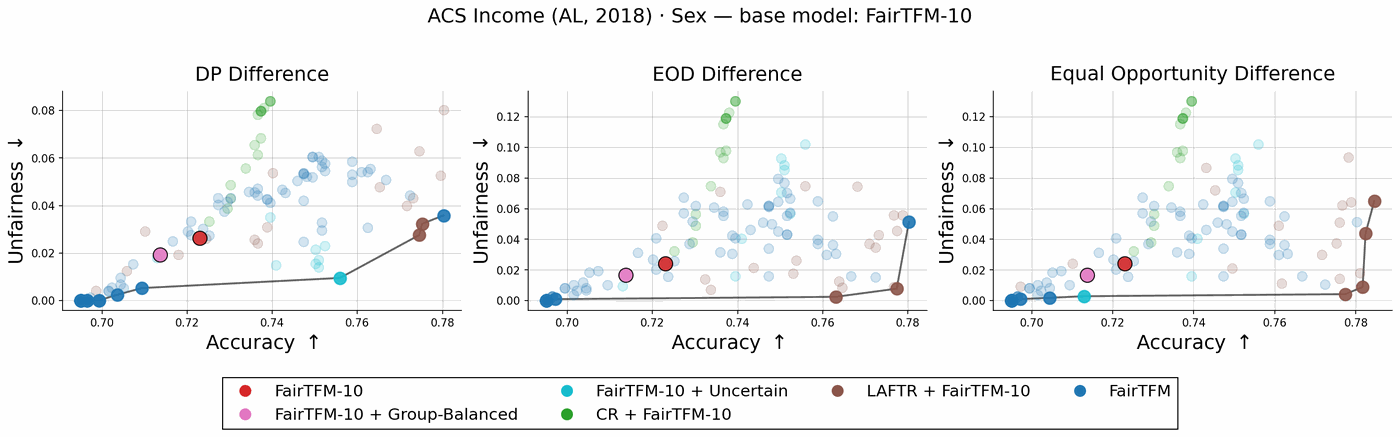 ACS Income (AL, 2018) · Sex — base model: FairTFM-10
DP Difference
Unfairness ↓
0.08
0.06
0.04
0.02
0.00
0.70 0.72 0.74 0.76 0.78
Accuracy ↑
EOD Difference
Unfairness ↓
0.12
0.10
0.08
0.06
0.04
0.02
0.00
0.70 0.72 0.74 0.76 0.78
Accuracy ↑
Equal Opportunity Difference
Unfairness ↓
0.12
0.10
0.08
0.06
0.04
0.02
0.00
0.70 0.72 0.74 0.76 0.78
Accuracy ↑
FairTFM-10
FairTFM-10 + Group-Balanced
FairTFM-10 + Uncertain
CR + FairTFM-10
LAFTR + FairTFM-10
FairTFM